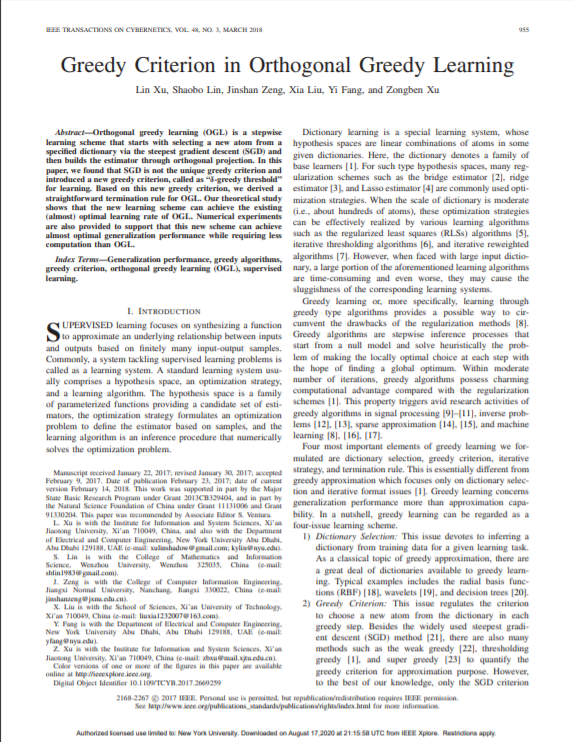 IEEE TRANSACTIONS ON CYBERNETICS, VOL. 48, NO. 3, MARCH 2018
955
Greedy Criterion in Orthogonal Greedy Learning
Lin Xu, Shaobo Lin, Jinshan Zeng, Xia Liu, Yi Fang, and Zongben Xu
Abstract—Orthogonal greedy learning (OGL) is a stepwise
learning scheme that starts with selecting a new atom from a
specified dictionary via the steepest gradient descent (SGD) and
then builds the estimator through orthogonal projection. In this
paper, we found that SGD is not the unique greedy criterion and
introduced a new greedy criterion, called as “δ-greedy threshold”
for learning. Based on this new greedy criterion, we derived a
straightforward termination rule for OGL. Our theoretical study
shows that the new learning scheme can achieve the existing
(almost) optimal learning rate of OGL. Numerical experiments
are also provided to support that this new scheme can achieve
almost optimal generalization performance while requiring less
computation than OGL.
Index Terms—Generalization performance, greedy algorithms,
greedy criterion, orthogonal greedy learning (OGL), supervised
learning.
I. INTRODUCTION
SUPERVISED learning focuses on synthesizing a function
to approximate an underlying relationship between inputs
and outputs based on finitely many input-output samples.
Commonly, a system tackling supervised learning problems is
called as a learning system. A standard learning system usu-
ally comprises a hypothesis space, an optimization strategy,
and a learning algorithm. The hypothesis space is a family
of parameterized functions providing a candidate set of esti-
mators, the optimization strategy formulates an optimization
problem to define the estimator based on samples, and the
learning algorithm is an inference procedure that numerically
solves the optimization problem.
Manuscript received January 22, 2017; revised January 30, 2017; accepted
February 9, 2017. Date of publication February 23, 2017; date of current
version February 14, 2018. This work was supported in part by the Major
State Basic Research Program under Grant 2013CB329404, and in part by
the Natural Science Foundation of China under Grant 11131006 and Grant
91330204. This paper was recommended by Associate Editor S. Ventura.
L. Xu is with the Institute for Information and System Sciences, Xi’an
Jiaotong University, Xi’an 710049, China, and also with the Department
of Electrical and Computer Engineering, New York University Abu Dhabi,
Abu Dhabi 129188, UAE (e-mail: xulinshadow@gmail.com; kylin@nyu.edu).
S. Lin is with the College of Mathematics and Information
Science, Wenzhou University, Wenzhou 325035, China (e-mail:
sblin1983@gmail.com).
J. Zeng is with the College of Computer Information Engineering,
Jiangxi Normal University, Nanchang, Jiangxi 330022, China (e-mail:
jinshanzeng@jxnu.edu.cn).
X. Liu is with the School of Sciences, Xi’an University of Technology,
Xi’an 710049, China (e-mail: liuxia1232007@163.com).
Y. Fang is with the Department of Electrical and Computer Engineering,
New York University Abu Dhabi, Abu Dhabi 129188, UAE (e-mail:
yfang@nyu.edu).
Z. Xu is with the Institute for Information and System Sciences, Xi’an
Jiaotong University, Xi’an 710049, China (e-mail: zbxu@mail.xjtu.edu.cn).
Color versions of one or more of the figures in this paper are available
online at http://ieeexplore.ieee.org.
Digital Object Identifier 10.1109/TCYB.2017.2669259
Dictionary learning is a special learning system, whose
hypothesis spaces are linear combinations of atoms in some
given dictionaries. Here, the dictionary denotes a family of
base learners [1]. For such type hypothesis spaces, many reg-
ularization schemes such as the bridge estimator [2], ridge
estimator [3], and Lasso estimator [4] are commonly used opti-
mization strategies. When the scale of dictionary is moderate
(i.e., about hundreds of atoms), these optimization strategies
can be effectively realized by various learning algorithms
such as the regularized least squares (RLSs) algorithms [5],
iterative thresholding algorithms [6], and iterative reweighted
algorithms [7]. However, when faced with large input dictio-
nary, a large portion of the aforementioned learning algorithms
are time-consuming and even worse, they may cause the
sluggishness of the corresponding learning systems.
Greedy learning or, more specifically, learning through
greedy type algorithms provides a possible way to cir-
cumvent the drawbacks of the regularization methods [8].
Greedy algorithms are stepwise inference processes that
start from a null model and solve heuristically the prob-
lem of making the locally optimal choice at each step with
the hope of finding a global optimum. Within moderate
number of iterations, greedy algorithms possess charming
computational advantage compared with the regularization
schemes [1]. This property triggers avid research activities of
greedy algorithms in signal processing [9]–[11], inverse prob-
lems [12], [13], sparse approximation [14], [15], and machine
learning [8], [16], [17].
Four most important elements of greedy learning we for-
mulated are dictionary selection, greedy criterion, iterative
strategy, and termination rule. This is essentially different from
greedy approximation which focuses only on dictionary selec-
tion and iterative format issues [1]. Greedy learning concerns
generalization performance more than approximation capa-
bility. In a nutshell, greedy learning can be regarded as a
four-issue learning scheme.
1) Dictionary Selection: This issue devotes to inferring a
dictionary from training data for a given learning task.
As a classical topic of greedy approximation, there are
a great deal of dictionaries available to greedy learn-
ing. Typical examples includes the radial basis func-
tions (RBF) [18], wavelets [19], and decision trees [20].
2) Greedy Criterion: This issue regulates the criterion
to choose a new atom from the dictionary in each
greedy step. Besides the widely used steepest gradi-
ent descent (SGD) method [21], there are also many
methods such as the weak greedy [22], thresholding
greedy [1], and super greedy [23] to quantify the
greedy criterion for approximation purpose. However,
to the best of our knowledge, only the SGD criterion
2168-2267 © 2017 IEEE. Personal use is permitted, but republication/redistribution requires IEEE permission.
See http://www.ieee.org/publications_standards/publications/rights/index.html for more information.
Authorized licensed use limited to: New York University. Downloaded on August 17,2020 at 21:15:58 UTC from IEEE Xplore. Restrictions apply.